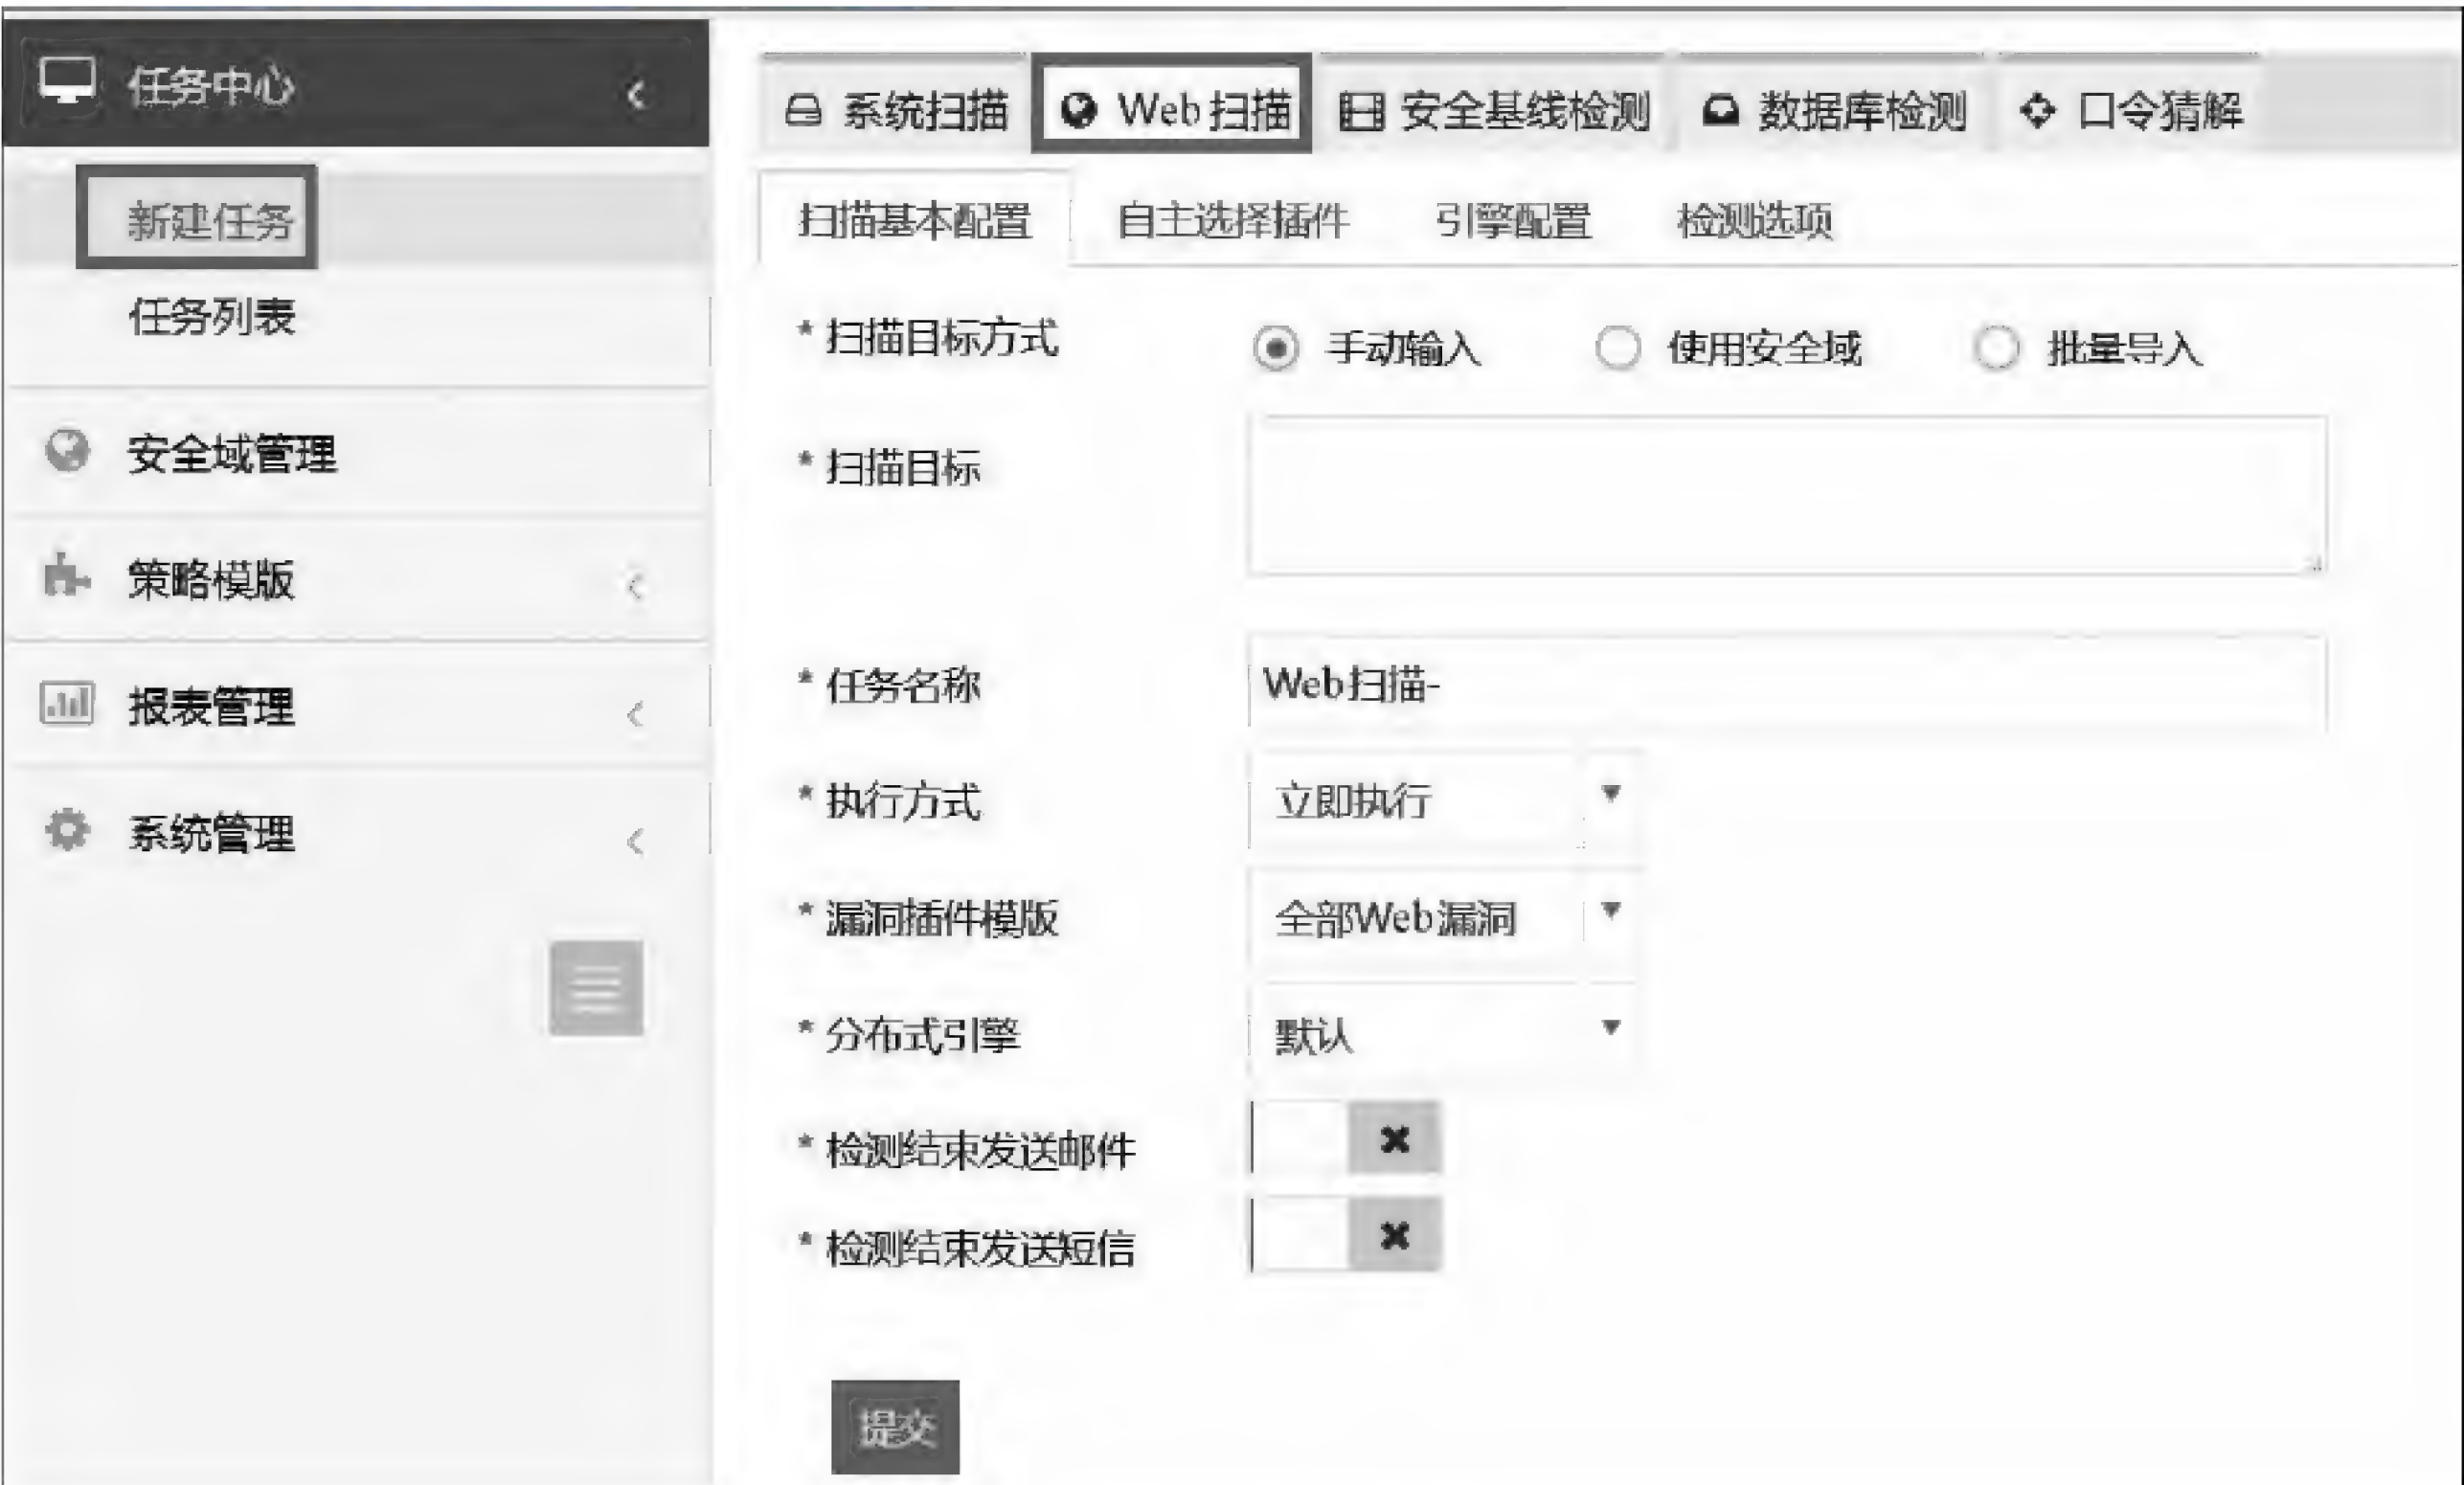 任务中心
新建任务
任务列表
安全域管理
策略模版
报表管理
系统管理
系统扫描 Web扫描 安全基线检测 数据库检测 口令猜解
扫描基本配置 自主选择插件 引擎配置 检测选项
* 扫描目标方式 手动输入 使用安全域 批量导入
* 扫描目标
* 任务名称 Web扫描-
* 执行方式 立即执行
* 漏洞插件模版 全部Web漏洞
* 分布式引擎 默认
* 检测结束发送邮件
* 检测结束发送短信
提交